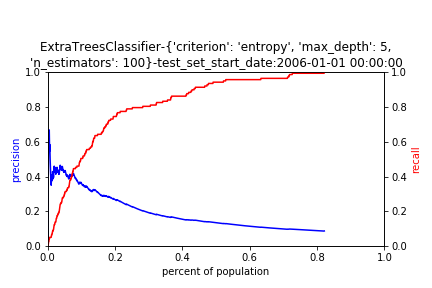 ExtraTreesClassifier-{'criterion': 'entropy', 'max_depth': 5,
'n_estimators': 100}-test_set_start_date:2006-01-01 00:00:00
1.0 1.0
0.8 0.8
0.6 0.6
precision recall
0.4 0.4
0.2 0.2
0.0 0.0
0.0 0.2 0.4 0.6 0.8 1.0
percent of population